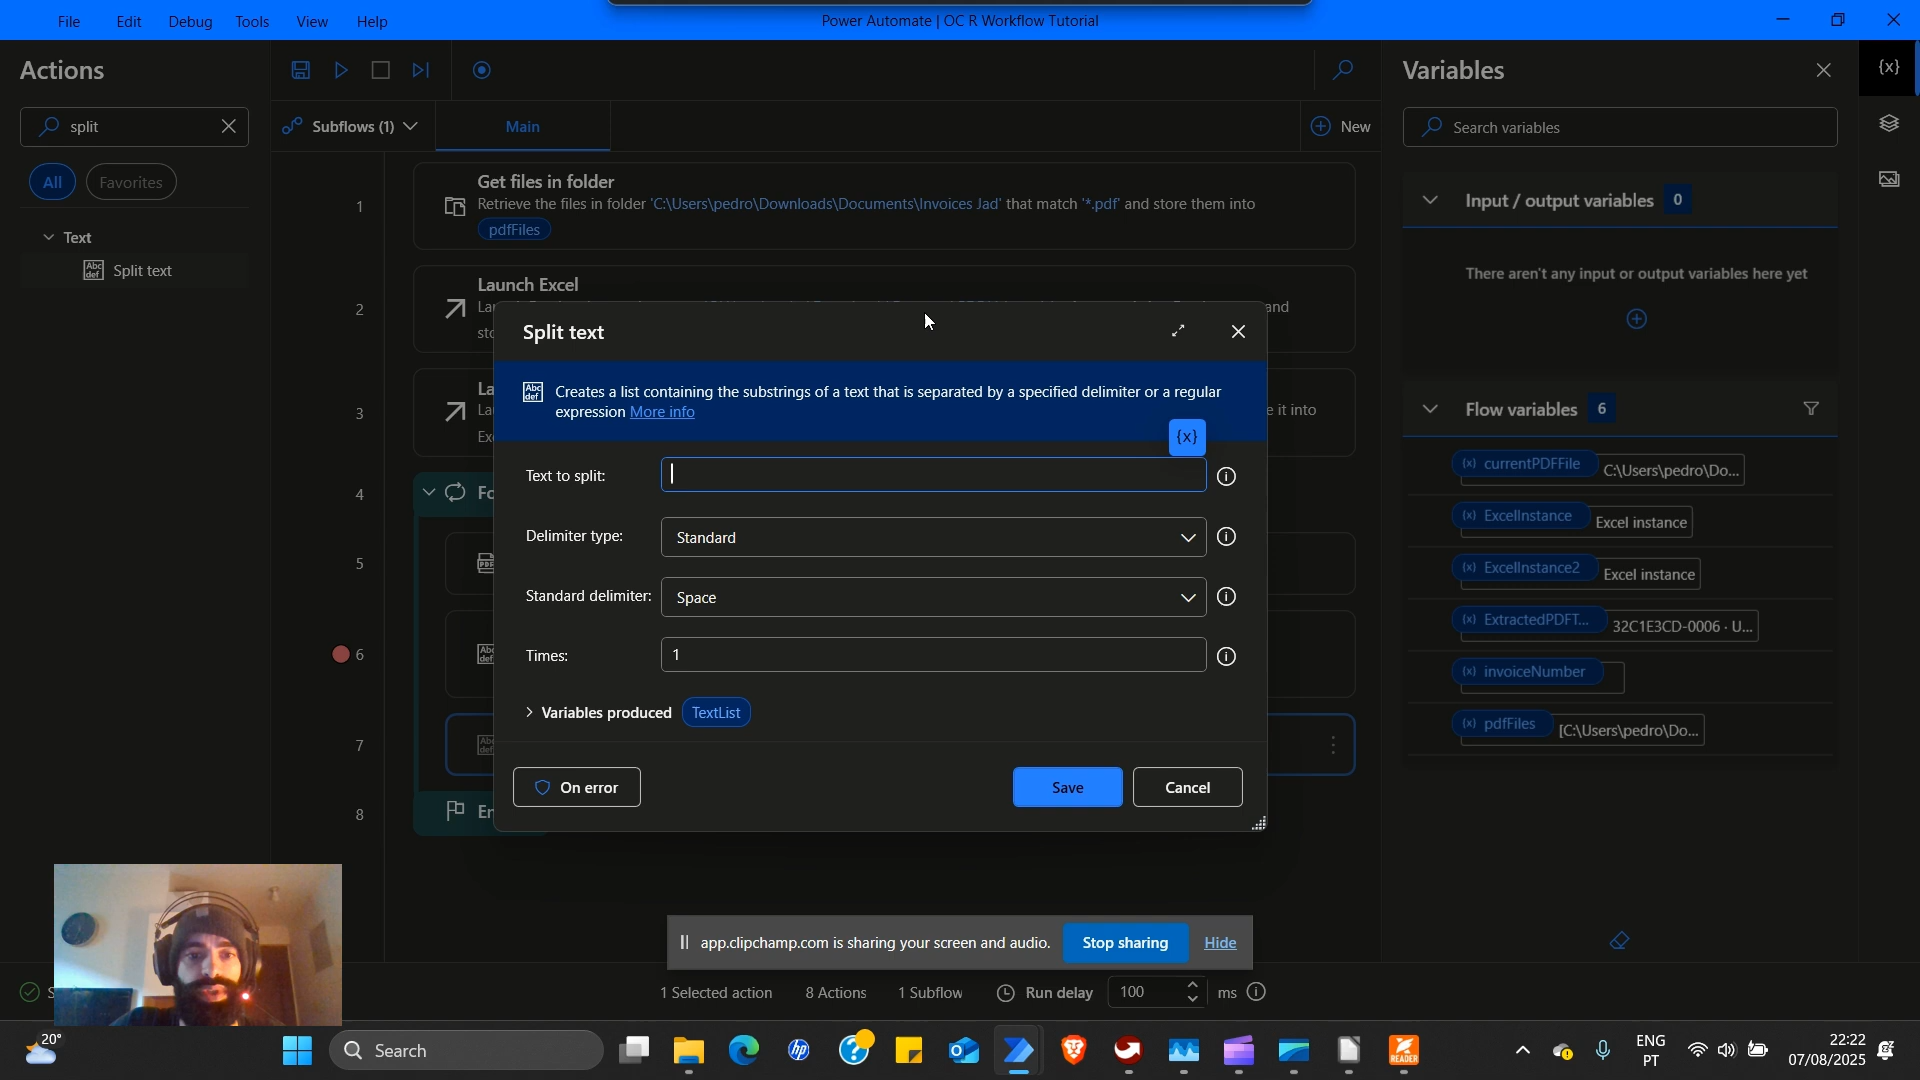 File Edit Debug Tools View Help
Power Automate | OC R Workflow Tutorial
Actions
split
All Favorites
Text
Split text
Subflows (1)
Main
New
1
Get files in folder
Retrieve the files in folder 'C:\Users\pedro\Downloads\Documents\Invoices Jad' that match '*.pdf' and store them into
pdfFiles
2
Launch Excel
and
3
e it into
4
5
6
7
8
Split text
Creates a list containing the substrings of a text that is separated by a specified delimiter or a regular
expression More info
{x}
Text to split:
Delimiter type: Standard
Standard delimiter: Space
Times: 1
Variables produced TextList
On error
Save
Cancel
Variables
{x}
Search variables
Input / output variables 0
There aren't any input or output variables here yet
Flow variables 6
(x) currentPDFFile C:\Users\pedro\Do...
(x) ExcelInstance Excel instance
(x) ExcelInstance2 Excel instance
(x) ExtractedPDFT... 32C1E3CD-0006 · U...
(x) invoiceNumber
(x) pdfFiles [C:\Users\pedro\Do...
app.clipchamp.com is sharing your screen and audio. Stop sharing Hide
1 Selected action 8 Actions 1 Subflow Run delay 100 ms
20°
Search
READER
ENG
PT
22:22
07/08/2025